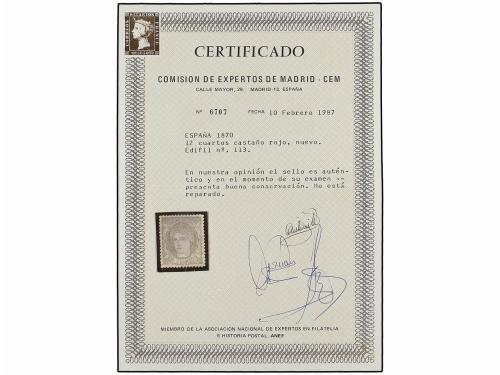 CERTIFICADO
COMISION DE EXPERTOS DE MADRID - CEM
CALLE MAYOR, 29 MADRID-13, ESPAÑA
Nº 6707 FECHA 10 Febrero 1987
ESPAÑA 1870
12 cuartos castaño rojo, nuevo.
Edifil nº. 113.
En nuestra opinión el sello es autén-
tico y en el momento de su examen --
presenta buena conservación. No está
reparado.
MIEMBRO DE LA ASOCIACION NACIONAL DE EXPERTOS EN FILATELIA
E HISTORIA POSTAL ANEF